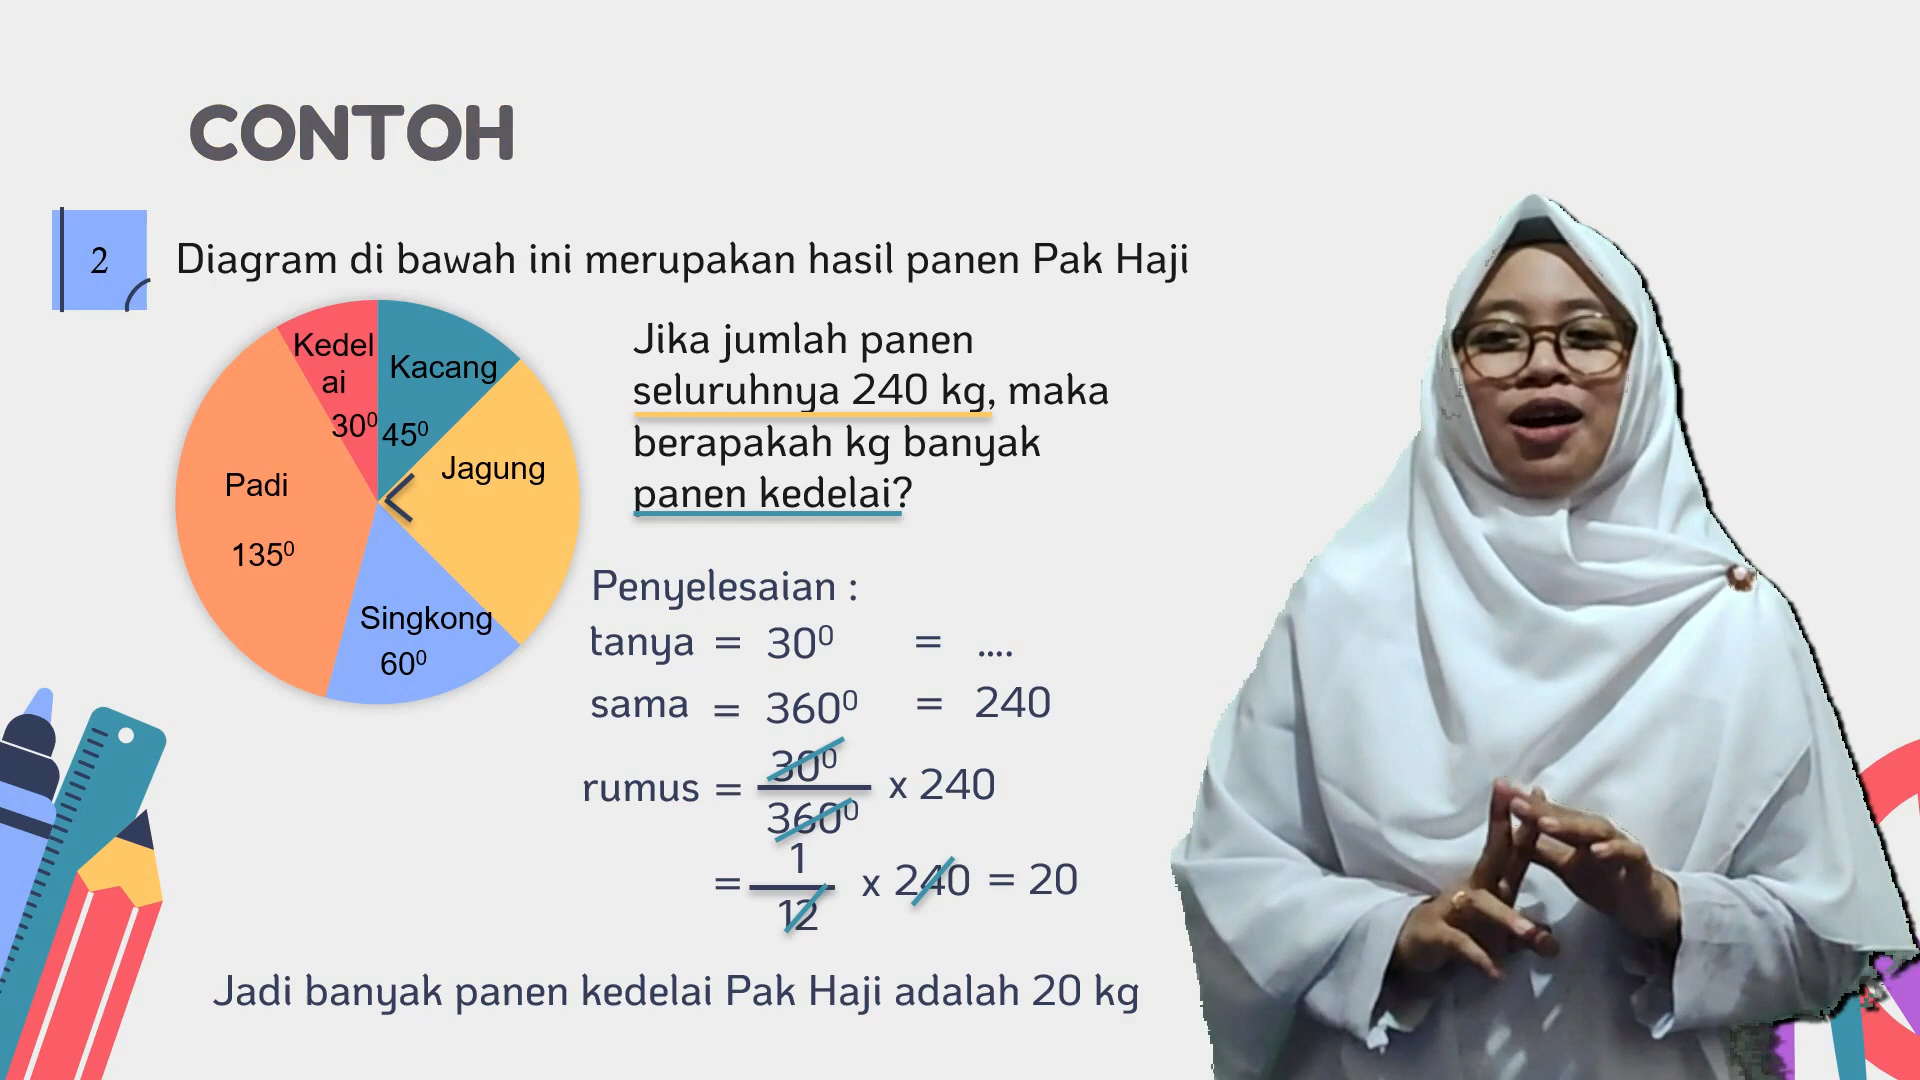 CONTOH
2
Diagram di bawah ini merupakan hasil panen Pak Haji
Kedel
ai
30⁰
Kacang
45⁰
Jagung
Padi
135⁰
Singkong
60⁰
Jika jumlah panen
seluruhnya 240 kg, maka
berapakah kg banyak
panen kedelai?
Penyelesaian :
tanya = 30⁰ = ....
sama = 360⁰ = 240
rumus = 30⁰/360⁰ x 240
= 1/12 x 240 = 20
Jadi banyak panen kedelai Pak Haji adalah 20 kg